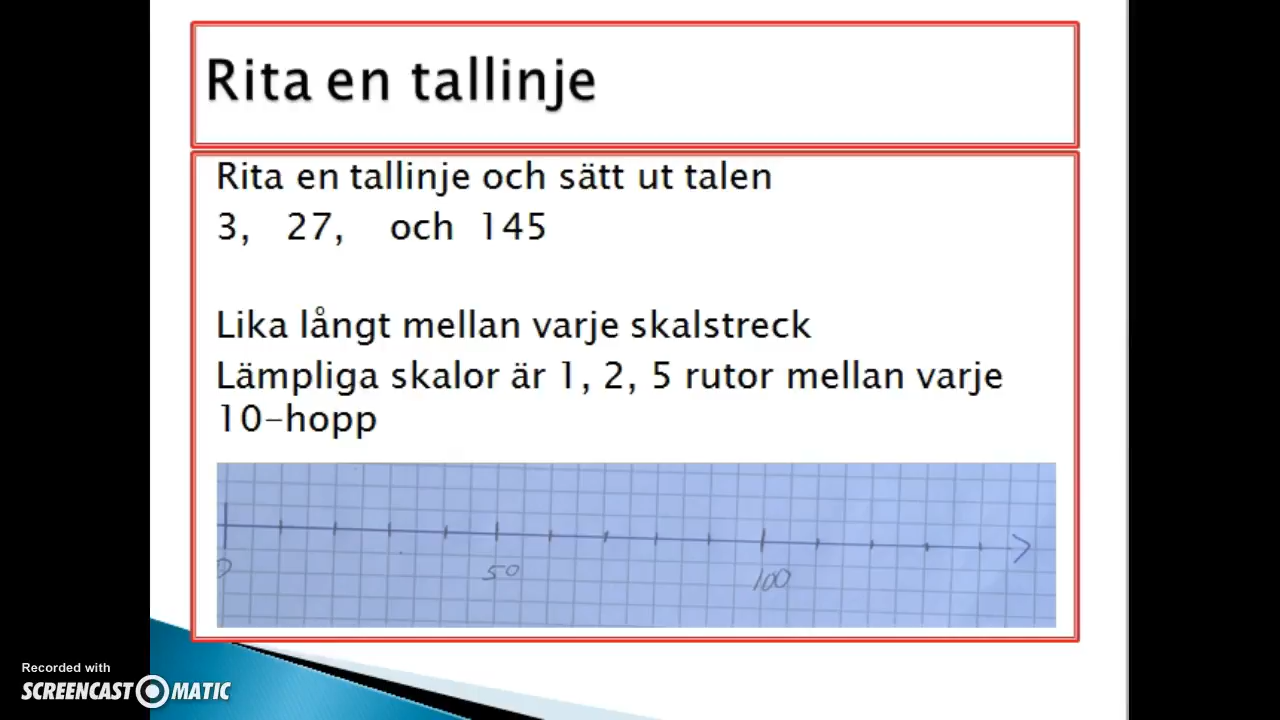 Rita en tallinje
Rita en tallinje och sätt ut talen
3, 27, och 145
Lika långt mellan varje skalstreck
Lämpliga skalor är 1, 2, 5 rutor mellan varje
10-hopp
0 50 100
Recorded with
SCREENCAST O MATIC